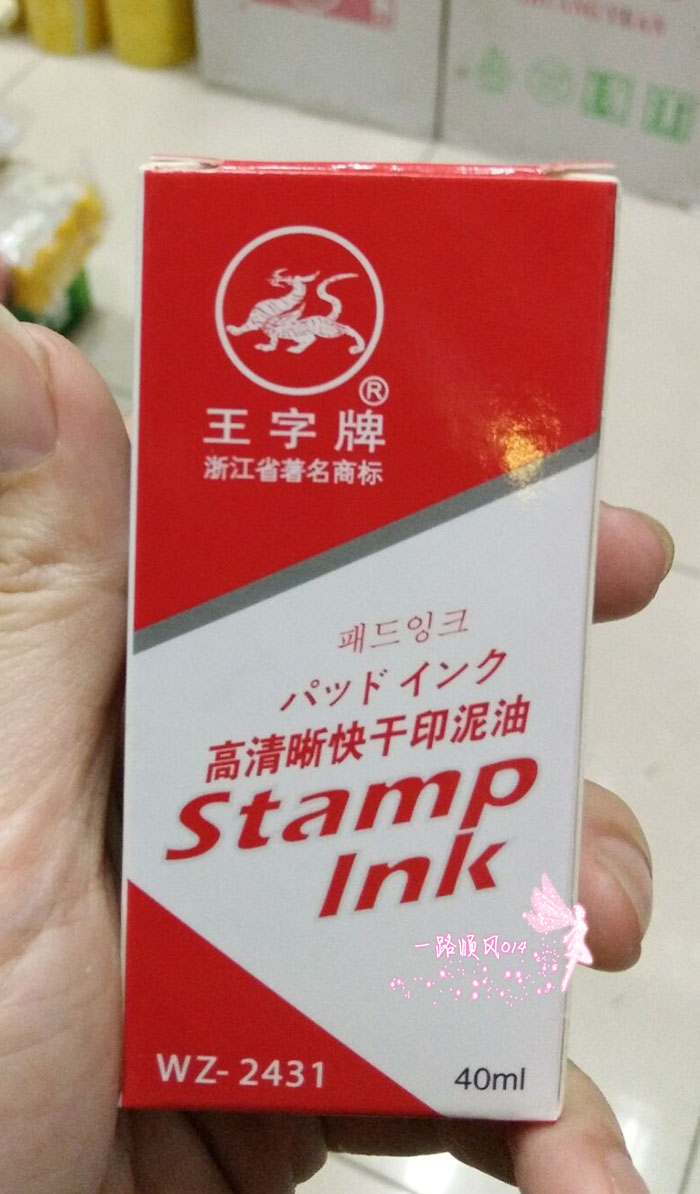 ®
王字牌
浙江省著名商标
패드잉크
パッドインク
高清晰快干印泥油
Stamp
Ink
一路顺风014
WZ-2431
40ml